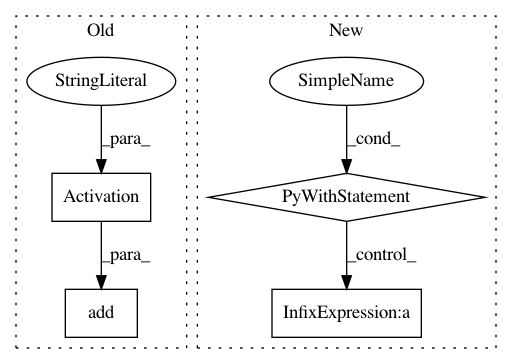 Old
New
StringLiteral
SimpleName
_para_
_cond_
Activation
PyWithStatement
_para_
_control_
add
InfixExpression:a